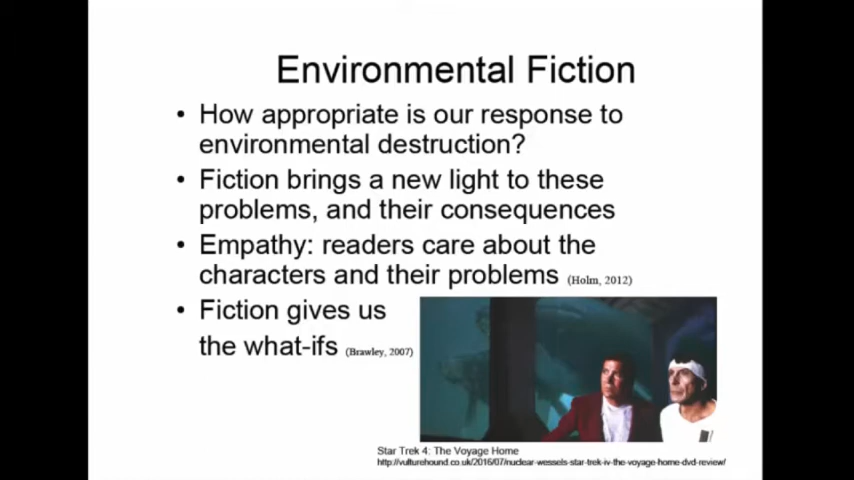 Environmental Fiction
• How appropriate is our response to
environmental destruction?
• Fiction brings a new light to these
problems, and their consequences
• Empathy: readers care about the
characters and their problems (Holm, 2012)
• Fiction gives us
the what-ifs (Brawley, 2007)
Star Trek 4: The Voyage Home
http://vulturehound.co.uk/2016/07/nuclear-wessels-star-trek-iv-the-voyage-home-dvd-review/